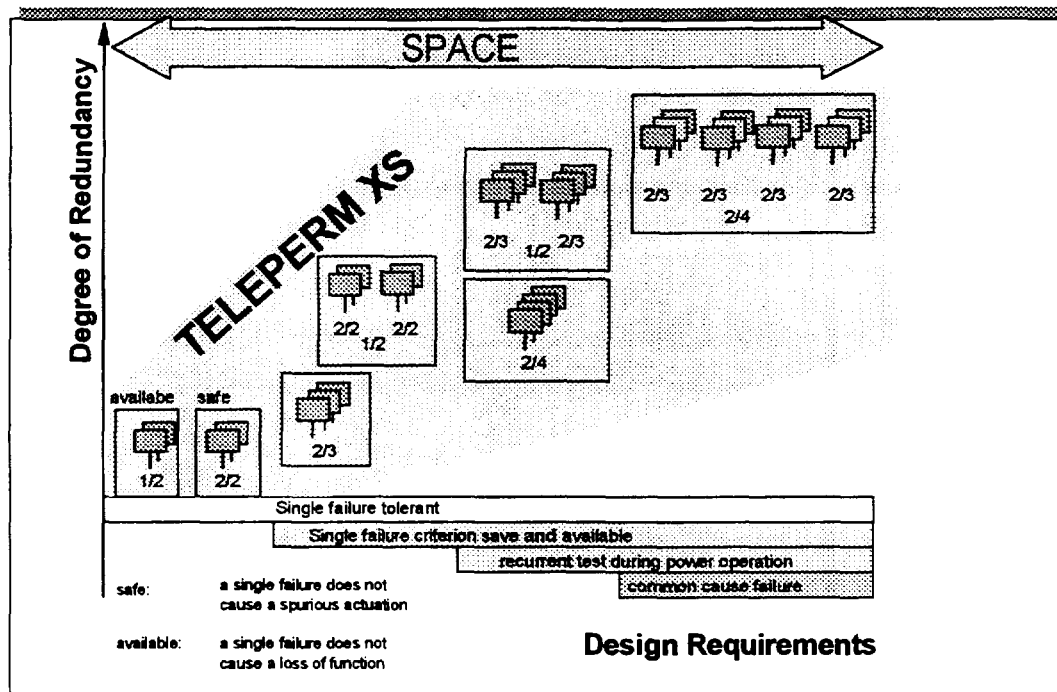 SPACE
Degree of Redundancy
TELEPERM XS
2/3 2/3 2/3 2/3
2/4
2/3 2/3
1/2
2/2 2/2
1/2
2/4
availabe safe
2/3
1/2 2/2
Single failure tolerant
Single failure criterion save and available
recurrent test during power operation
common cause failure
safe: a single failure does not
cause a spurious actuation
available: a single failure does not
cause a loss of function
Design Requirements